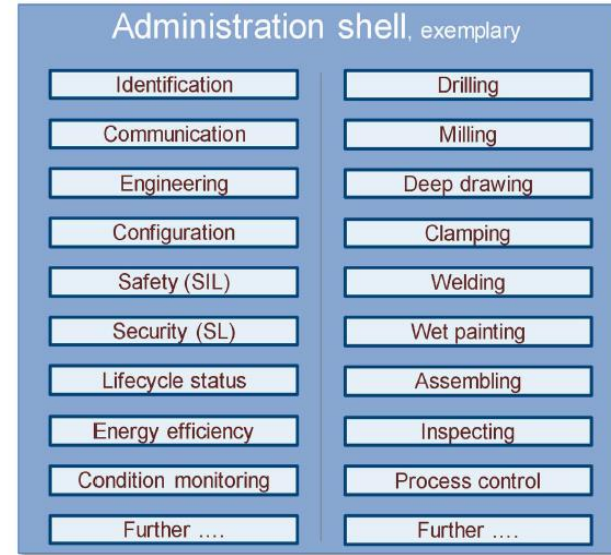 Administration shell, exemplary
Identification
Communication
Engineering
Configuration
Safety (SIL)
Security (SL)
Lifecycle status
Energy efficiency
Condition monitoring
Further ....
Drilling
Milling
Deep drawing
Clamping
Welding
Wet painting
Assembling
Inspecting
Process control
Further ....